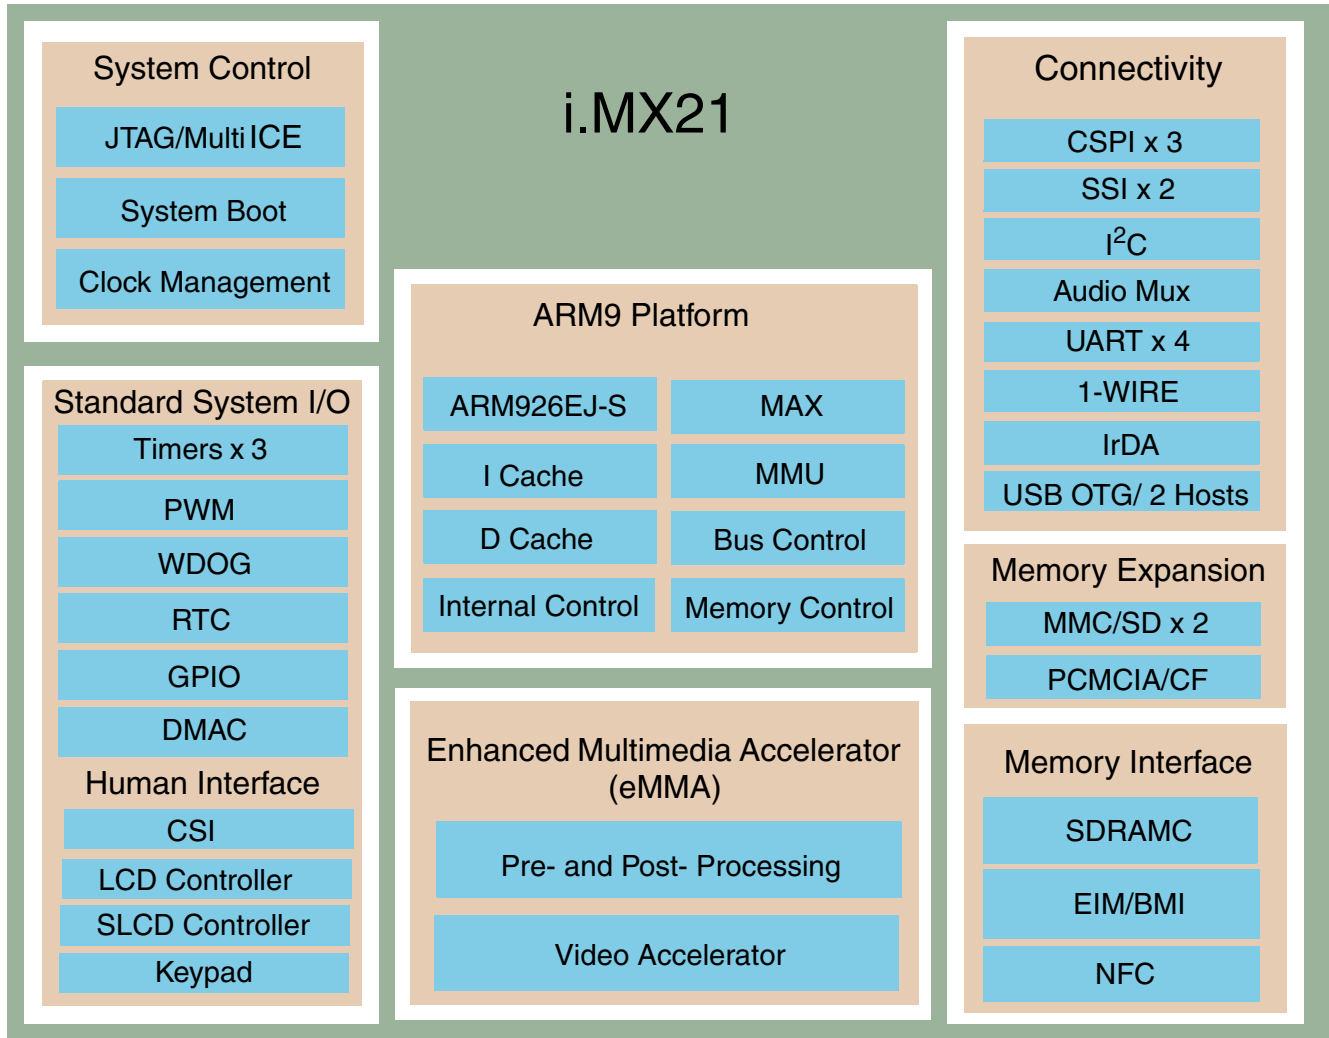 i.MX21
System Control
JTAG/Multi ICE
System Boot
Clock Management
Standard System I/O
Timers x 3
PWM
WDOG
RTC
GPIO
DMAC
Human Interface
CSI
LCD Controller
SLCD Controller
Keypad
ARM9 Platform
ARM926EJ-S
MAX
I Cache
MMU
D Cache
Bus Control
Internal Control
Memory Control
Enhanced Multimedia Accelerator
(eMMA)
Pre- and Post- Processing
Video Accelerator
Connectivity
CSPI x 3
SSI x 2
I²C
Audio Mux
UART x 4
1-WIRE
IrDA
USB OTG/ 2 Hosts
Memory Expansion
MMC/SD x 2
PCMCIA/CF
Memory Interface
SDRAMC
EIM/BMI
NFC